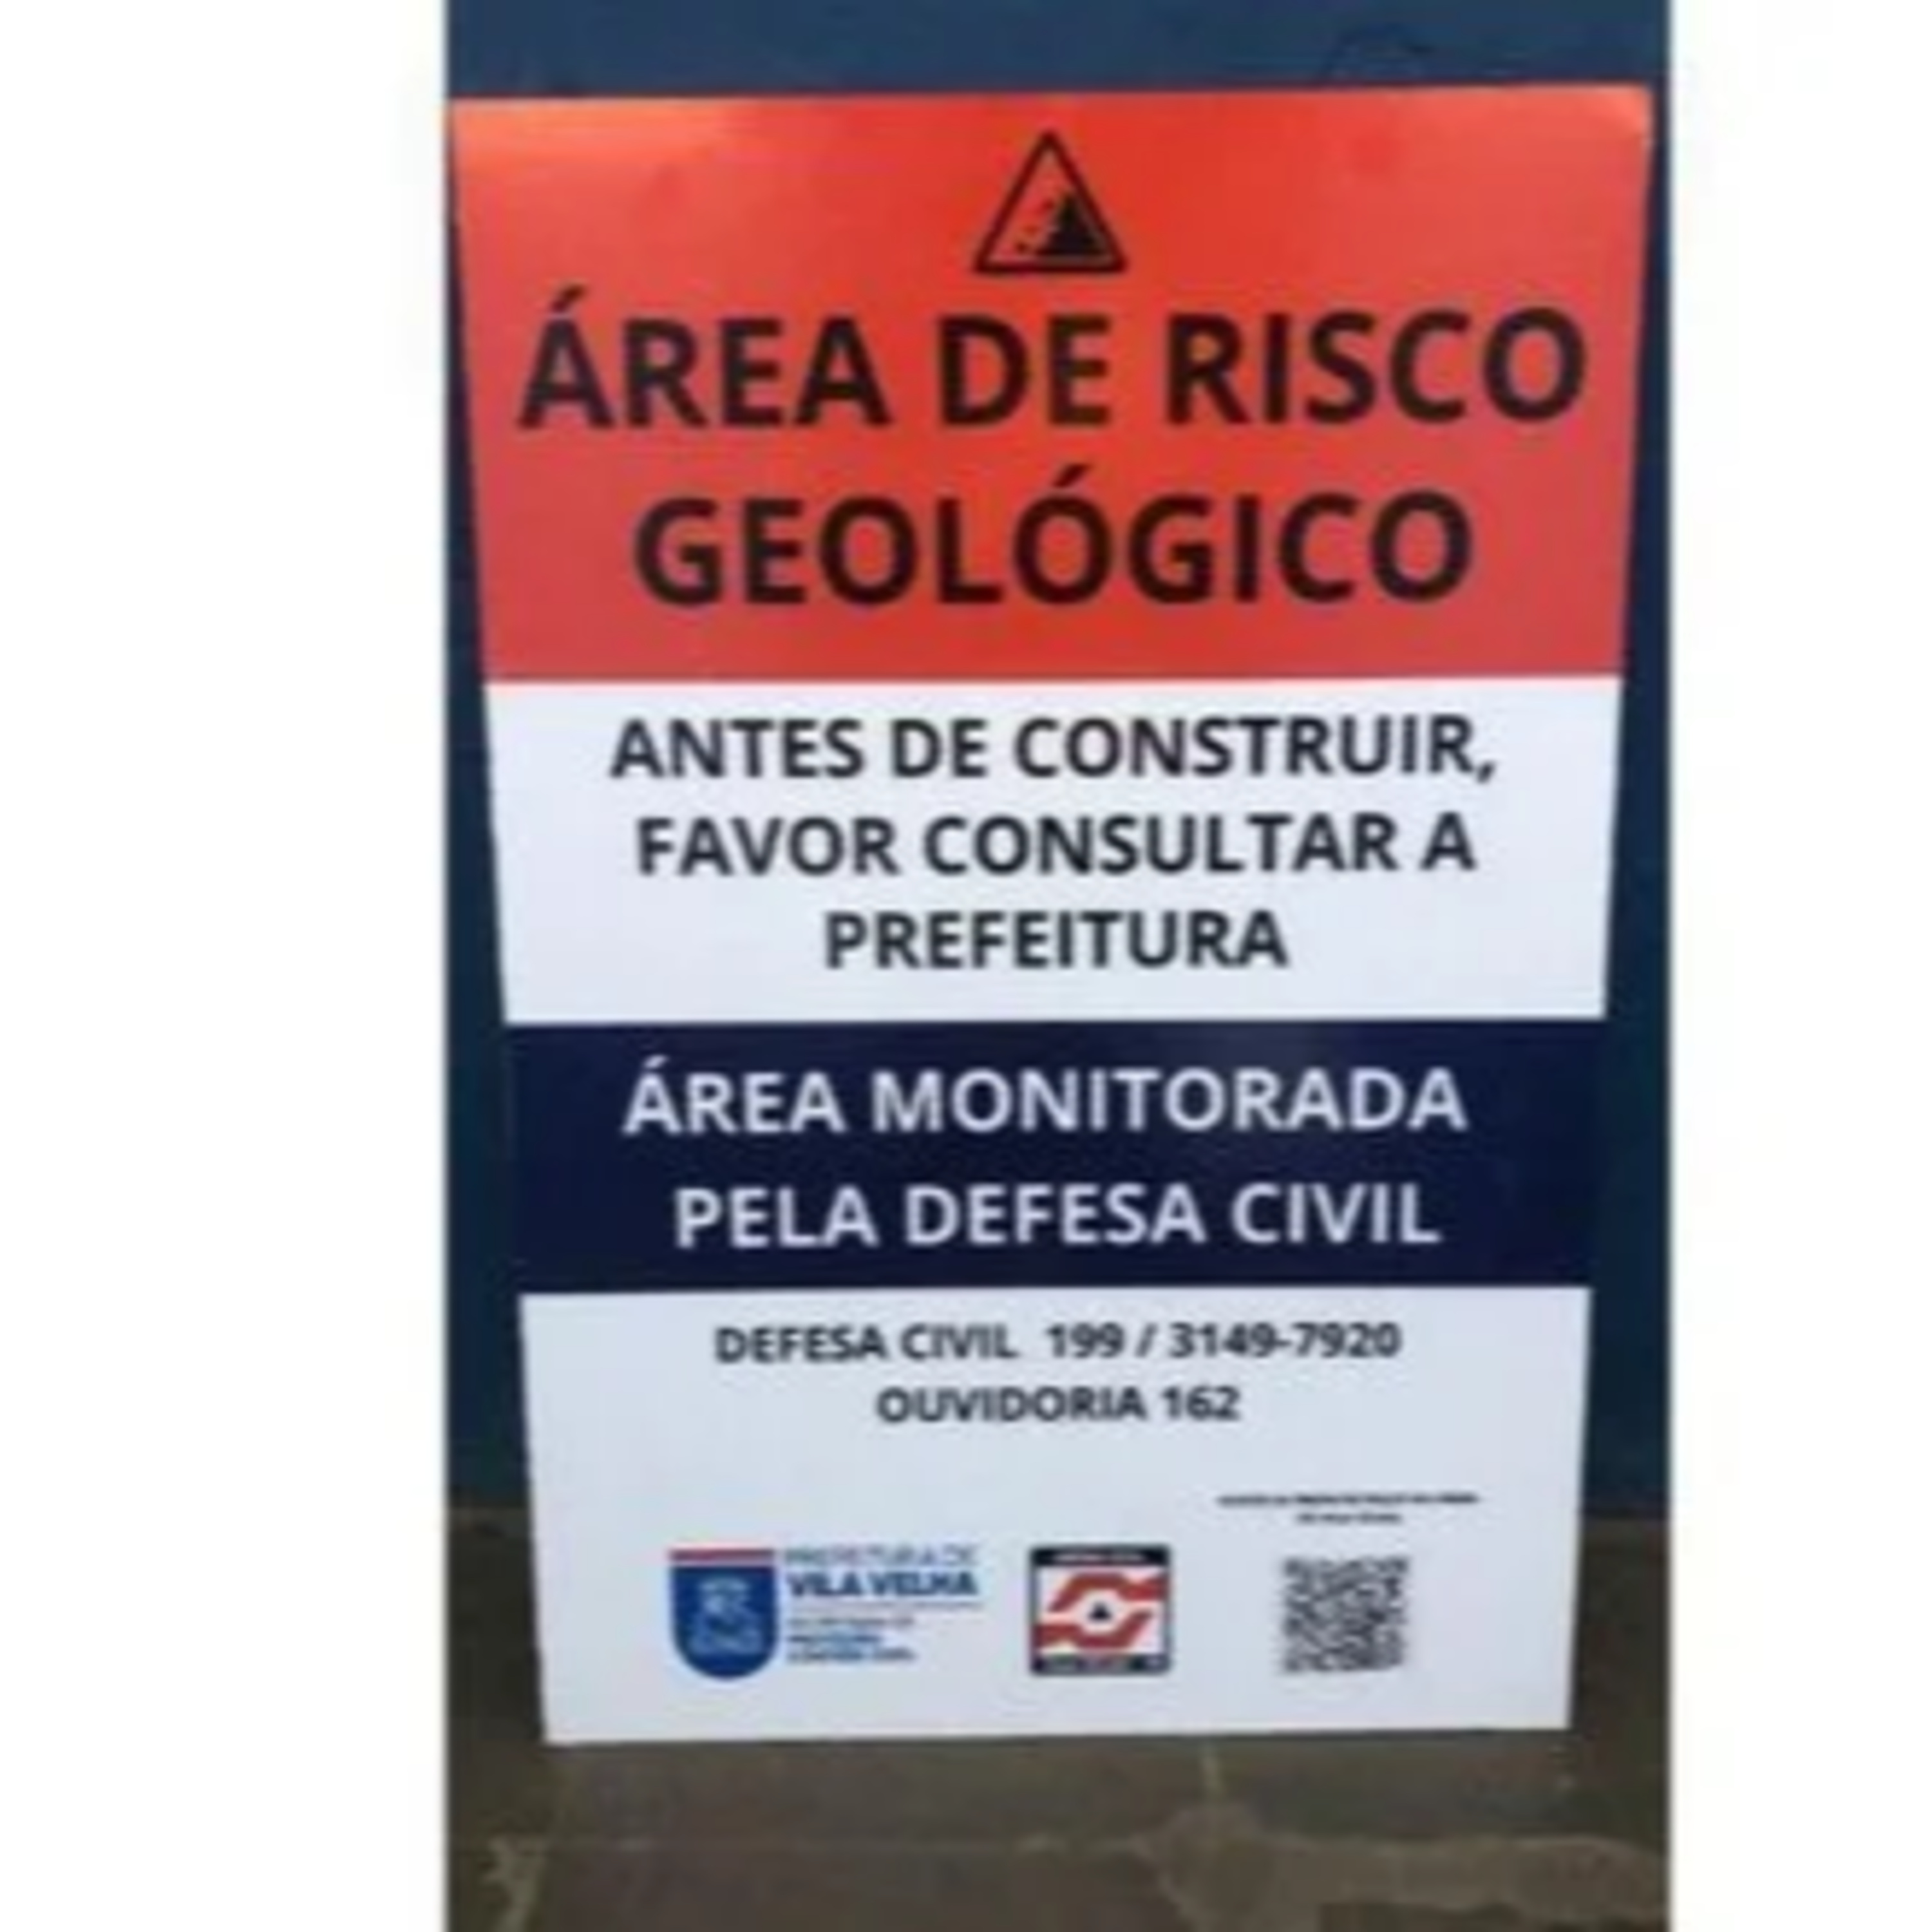 ÁREA DE RISCO
GEOLÓGICO
ANTES DE CONSTRUIR,
FAVOR CONSULTAR A
PREFEITURA
ÁREA MONITORADA
PELA DEFESA CIVIL
DEFESA CIVIL 199 / 3149-7920
OUVIDORIA 162
PREFEITURA DE
VILA VELHA